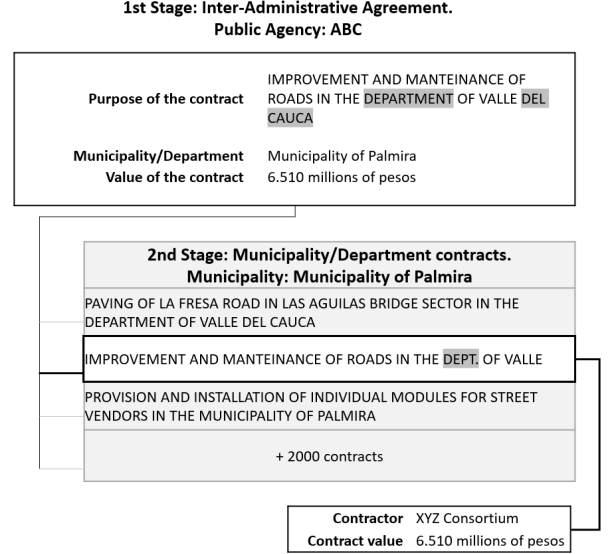 1st Stage: Inter-Administrative Agreement.
Public Agency: ABC
Purpose of the contract
IMPROVEMENT AND MANTEINANCE OF
ROADS IN THE DEPARTMENT OF VALLE DEL
CAUCA
Municipality/Department Municipality of Palmira
Value of the contract 6.510 millions of pesos
2nd Stage: Municipality/Department contracts.
Municipality: Municipality of Palmira
PAVING OF LA FRESA ROAD IN LAS AGUILAS BRIDGE SECTOR IN THE
DEPARTMENT OF VALLE DEL CAUCA
IMPROVEMENT AND MANTEINANCE OF ROADS IN THE DEPT. OF VALLE
PROVISION AND INSTALLATION OF INDIVIDUAL MODULES FOR STREET
VENDORS IN THE MUNICIPALITY OF PALMIRA
+ 2000 contracts
Contractor XYZ Consortium
Contract value 6.510 millions of pesos